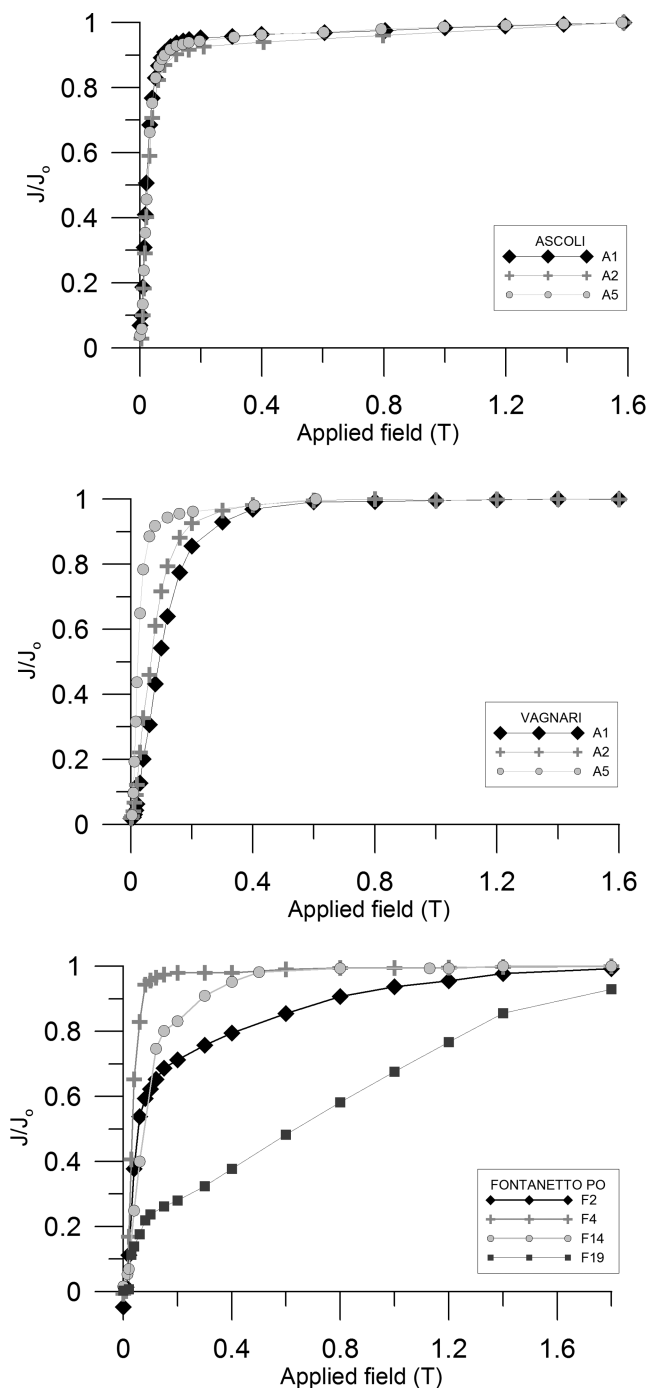 1
0.8
0.6
0.4
0.2
0
J/Jo
ASCOLI
A1
A2
A5
0 0.4 0.8 1.2 1.6
Applied field (T)
1
0.8
0.6
0.4
0.2
0
J/Jo
VAGNARI
A1
A2
A5
0 0.4 0.8 1.2 1.6
Applied field (T)
1
0.8
0.6
0.4
0.2
0
J/Jo
FONTANETTO PO
F2
F4
F14
F19
0 0.4 0.8 1.2 1.6
Applied field (T)